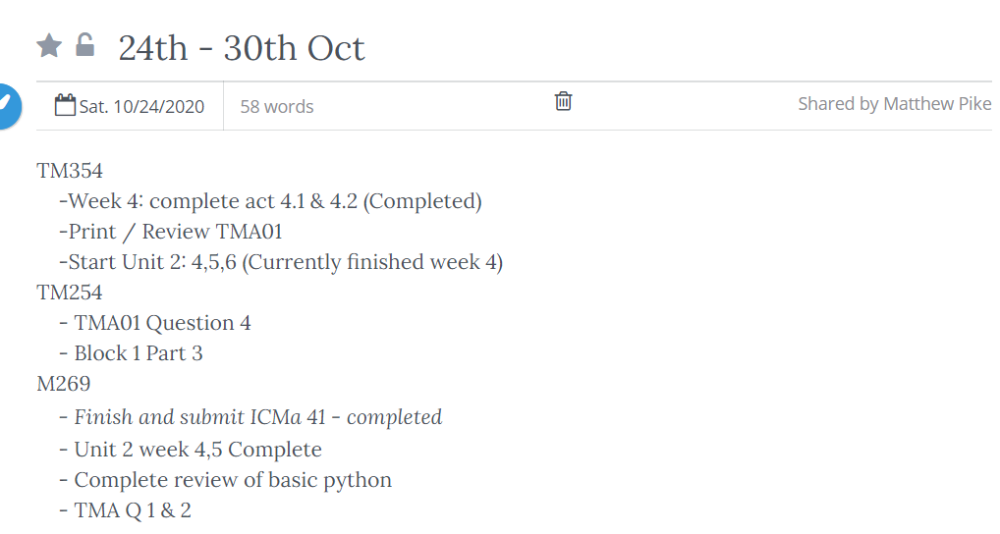 24th - 30th Oct
Sat. 10/24/2020 58 words Shared by Matthew Pike
TM354
-Week 4: complete act 4.1 & 4.2 (Completed)
-Print / Review TMA01
-Start Unit 2: 4,5,6 (Currently finished week 4)
TM254
- TMA01 Question 4
- Block 1 Part 3
M269
- Finish and submit ICMa 41 - completed
- Unit 2 week 4,5 Complete
- Complete review of basic python
- TMA Q 1 & 2